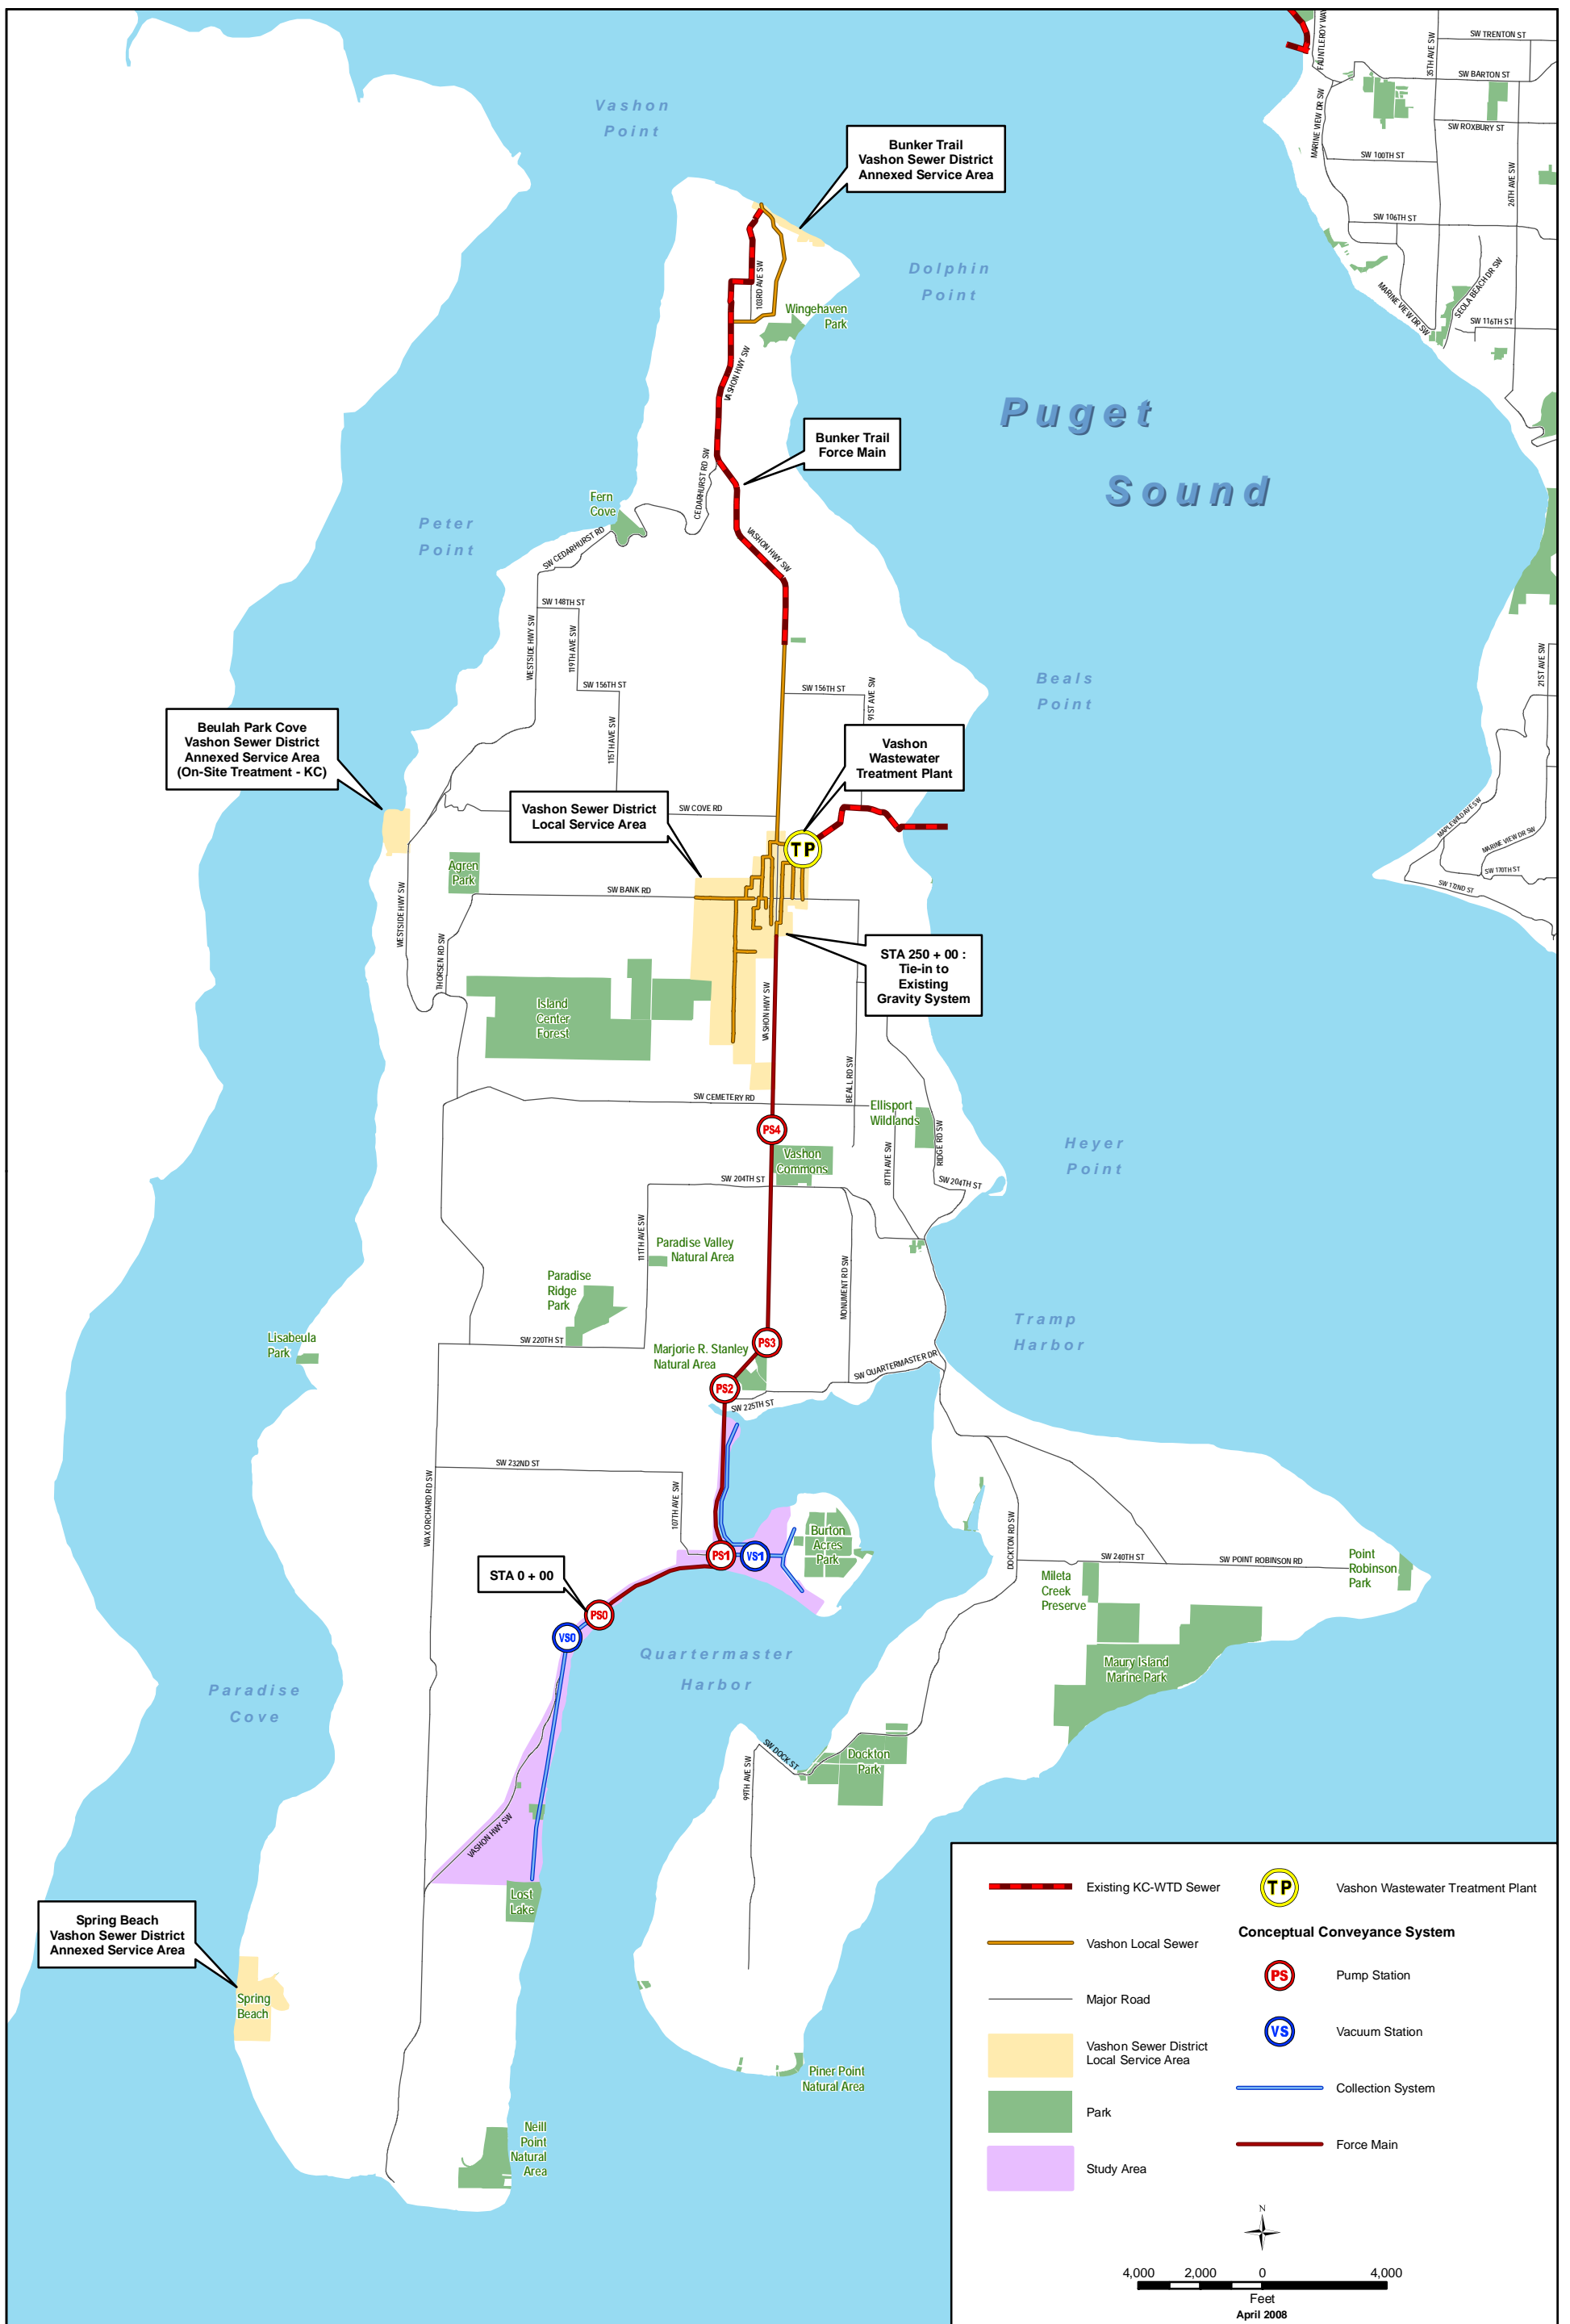 FAUNTLEROY WAY
35TH AVE SW
SW TRENTON ST
SW BARTON ST
MARINE VIEW DR SW
SW ROXBURY ST
SW 100TH ST
26TH AVE SW
SW 106TH ST
MARINE VIEW DR SW
SEOLA BEACH DR SW
SW 116TH ST
Vashon
Point
Bunker Trail
Vashon Sewer District
Annexed Service Area
Dolphin
Point
103RD AVE SW
Wingehaven
Park
VASHON HWY SW
Puget
Sound
Bunker Trail
Force Main
CEDARHURST RD SW
Fern
Cove
Peter
Point
SW CEDARHURST RD
VASHON HWY SW
SW 148TH ST
WESTSIDE HWY SW
119TH AVE SW
SW 156TH ST
115TH AVE SW
SW 156TH ST
91ST AVE SW
Beals
Point
21ST AVE SW
Beulah Park Cove
Vashon Sewer District
Annexed Service Area
(On-Site Treatment - KC)
Vashon
Wastewater
Treatment Plant
Vashon Sewer District
Local Service Area
SW COVE RD
TP
MAPLEWILD AVE SW
MARINE VIEW DR SW
SW 170TH ST
SW 172ND ST
Agren
Park
SW BANK RD
WESTSIDE HWY SW
THORSEN RD SW
STA 250 + 00 :
Tie-in to
Existing
Gravity System
Island
Center
Forest
VASHON HWY SW
BEALL RD SW
SW CEMETERY RD
Ellisport
Wildlands
PS4
RIDGE RD SW
87TH AVE SW
Heyer
Point
Vashon
Commons
SW 204TH ST
SW 204TH ST
111TH AVE SW
Paradise Valley
Natural Area
MONUMENT RD SW
Paradise
Ridge
Park
Tramp
Harbor
Lisabeula
Park
SW 220TH ST
PS3
Marjorie R. Stanley
Natural Area
SW QUARTERMASTER DR
PS2
SW 225TH ST
SW 232ND ST
WAX ORCHARD RD SW
107TH AVE SW
DOCKTON RD SW
Burton
Acres
Park
PS1
VS1
SW 240TH ST
SW POINT ROBINSON RD
Point
Robinson
Park
STA 0 + 00
Mileta
Creek
Preserve
PS0
VS0
Quartermaster
Harbor
Maury Island
Marine Park
Paradise
Cove
SW DOCK ST
Dockton
Park
99TH AVE SW
VASHON HWY SW
Lost
Lake
Spring Beach
Vashon Sewer District
Annexed Service Area
Spring
Beach
Piner Point
Natural Area
Neill
Point
Natural
Area
Existing KC-WTD Sewer
Vashon Local Sewer
Major Road
Vashon Sewer District
Local Service Area
Park
Study Area
TP
Vashon Wastewater Treatment Plant
Conceptual Conveyance System
PS
Pump Station
VS
Vacuum Station
Collection System
Force Main
N
4,000 2,000 0 4,000
Feet
April 2008